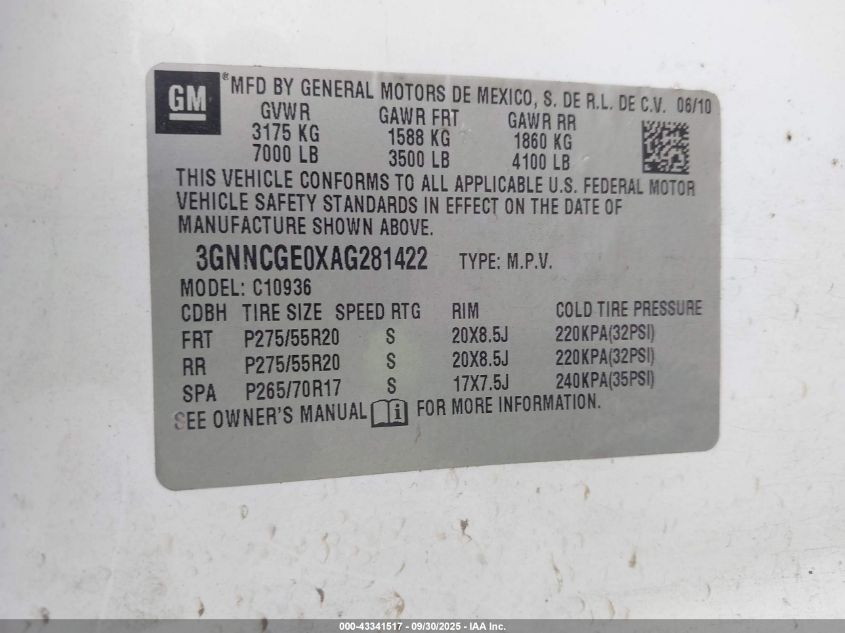 GM
®MFD BY GENERAL MOTORS DE MEXICO, S. DE R.L. DE C.V. 06/10
GVWR GAWR FRT GAWR RR
3175 KG 1588 KG 1860 KG
7000 LB 3500 LB 4100 LB
THIS VEHICLE CONFORMS TO ALL APPLICABLE U.S. FEDERAL MOTOR
VEHICLE SAFETY STANDARDS IN EFFECT ON THE DATE OF
MANUFACTURE SHOWN ABOVE.
3GNNCGE0XAG281422 TYPE: M.P.V.
MODEL: C10936
CDBH TIRE SIZE SPEED RTG RIM COLD TIRE PRESSURE
FRT P275/55R20 S 20X8.5J 220KPA(32PSI)
RR P275/55R20 S 20X8.5J 220KPA(32PSI)
SPA P265/70R17 S 17X7.5J 240KPA(35PSI)
SEE OWNER'S MANUAL i FOR MORE INFORMATION.
000-43341517 - 09/30/2025 - IAA, Inc.